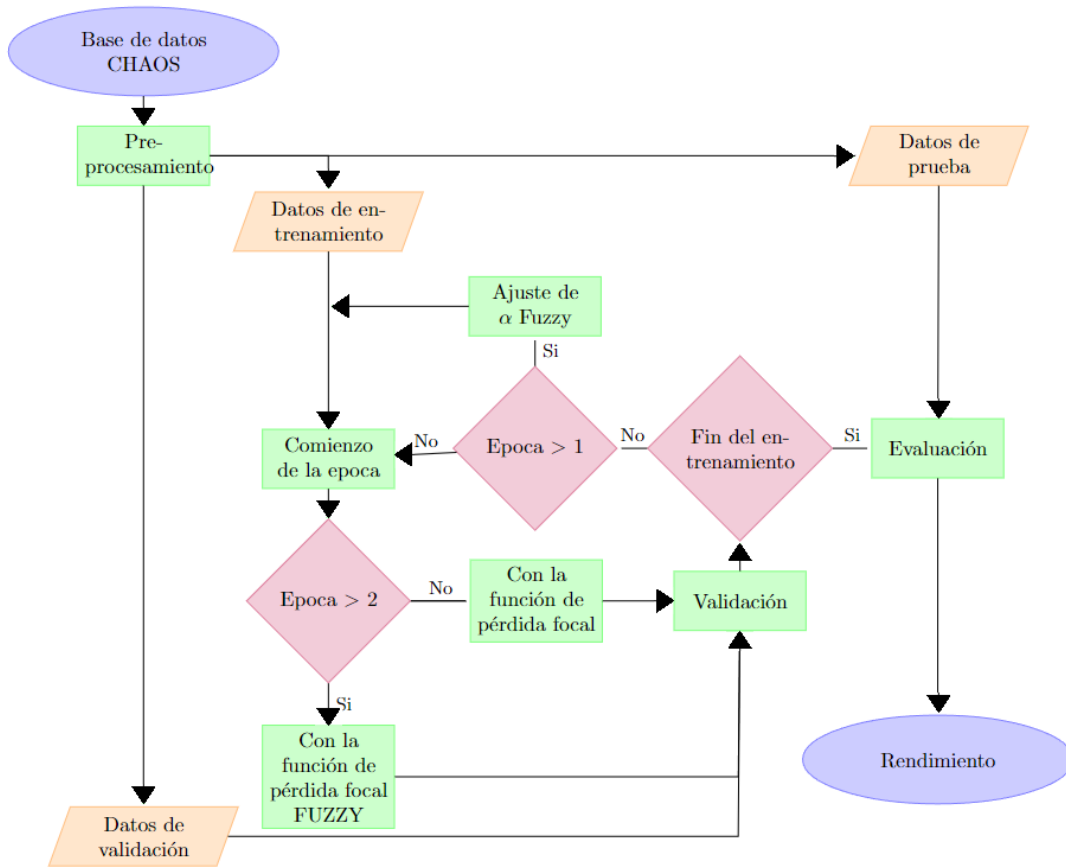 Base de datos
CHAOS
Pre-
procesamiento
Datos de
prueba
Datos de en-
trenamiento
Ajuste de
α Fuzzy
Si
Comienzo
de la epoca
No
Epoca > 1
No
Fin del en-
trenamiento
Si
Evaluación
Epoca > 2
No
Con la
función de
pérdida focal
Validación
Si
Con la
función de
pérdida focal
FUZZY
Rendimiento
Datos de
validación